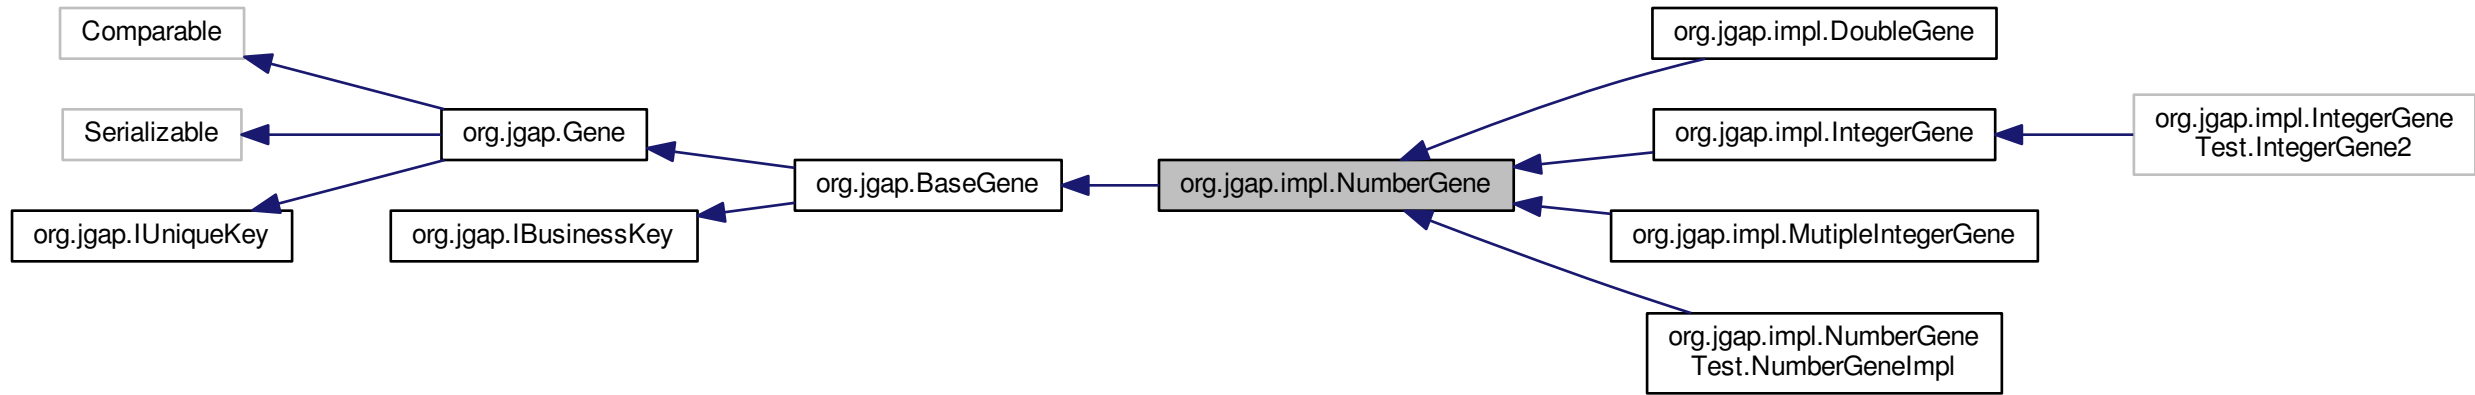 Comparable
Serializable
org.jgap.IUniqueKey
org.jgap.Gene
org.jgap.IBusinessKey
org.jgap.BaseGene
org.jgap.impl.NumberGene
org.jgap.impl.DoubleGene
org.jgap.impl.IntegerGene
org.jgap.impl.MutipleIntegerGene
org.jgap.impl.NumberGene
Test.NumberGeneImpl
org.jgap.impl.IntegerGene
Test.IntegerGene2